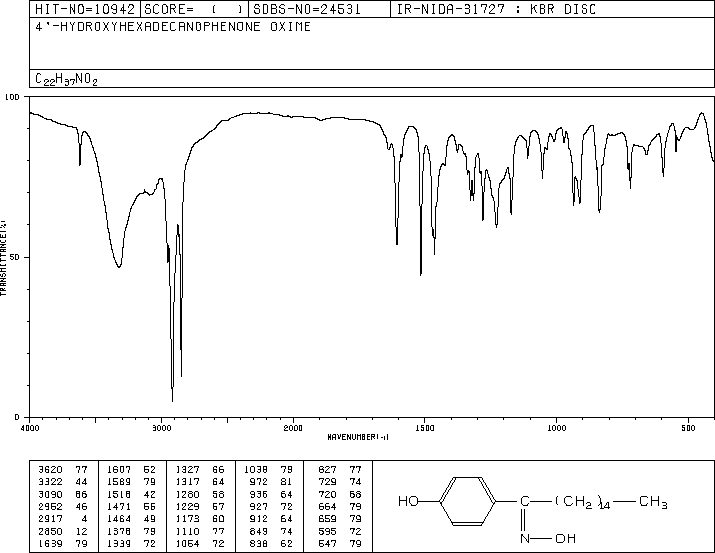 HIT-NO=10942 SCORE= ( ) SDBS-NO=24531 IR-NIDA-31727 : KBR DISC
4'-HYDROXYHEXADECANOPHENONE OXIME
C22H37NO2
100
50
0
TRANSMITTANCE(%)
4000 3000 2000 1500 1000 500
WAVENUMBER(-1)
3620 77 1607 52 1327 66 1038 79 827 77
3322 44 1589 79 1317 64 972 81 729 74
3090 66 1518 42 1280 58 936 64 720 68
2952 46 1471 56 1229 57 927 72 664 79
2917 4 1464 49 1173 60 912 64 659 79
2850 12 1378 79 1110 77 849 74 595 72
1639 79 1339 72 1054 72 838 62 547 79
HO C (CH2)4 CH3
N OH